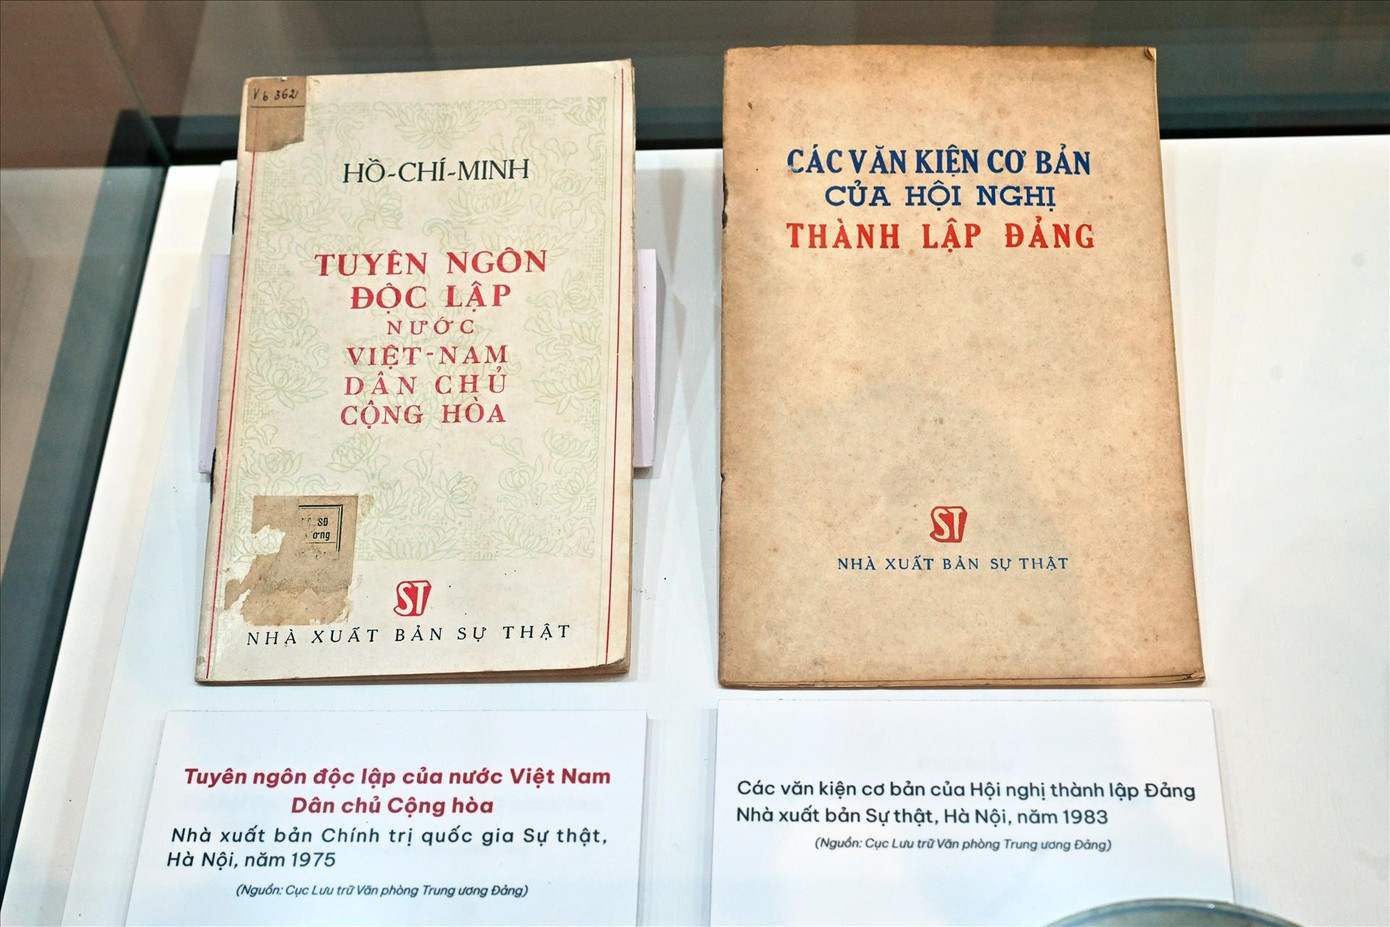 V b 362
HỒ-CHÍ-MINH
TUYÊN NGÔN
ĐỘC LẬP
NƯỚC
VIỆT-NAM
DÂN CHỦ
CỘNG HÒA
SỐ
ương
ST
NHÀ XUẤT BẢN SỰ THẬT
CÁC VĂN KIỆN CƠ BẢN
CỦA HỘI NGHỊ
THÀNH LẬP ĐẢNG
ST
NHÀ XUẤT BẢN SỰ THẬT
Tuyên ngôn độc lập của nước Việt Nam
Dân chủ Cộng hòa
Nhà xuất bản Chính trị quốc gia Sự thật,
Hà Nội, năm 1975
(Nguồn: Cục Lưu trữ Văn phòng Trung ương Đảng)
Các văn kiện cơ bản của Hội nghị thành lập Đảng
Nhà xuất bản Sự thật, Hà Nội, năm 1983
(Nguồn: Cục Lưu trữ Văn phòng Trung ương Đảng)